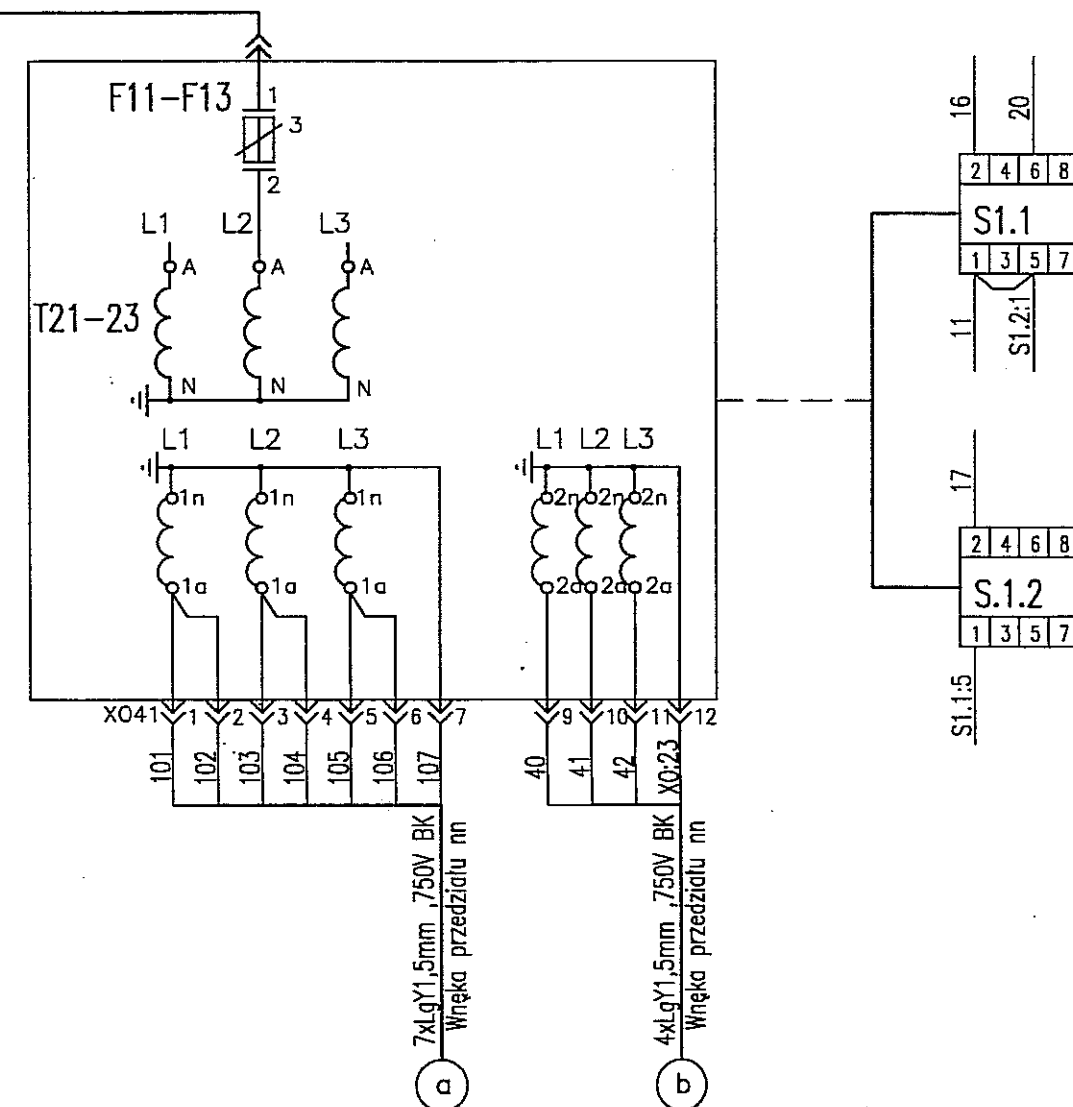 F11-F13
1
3
2
L1 L2 L3
A A A
T21-23
N N N
L1 L2 L3
1n 1n 1n
1a 1a 1a
L1 L2 L3
2n 2n 2n
2a 2a 2a
XO41 1 2 3 4 5 6 7 9 10 11 12
101 102 103 104 105 106 107
40 41 42 XO:23
7xLgY1,5mm ,750V BK
Wnęka przedziału nn
4xLgY1,5mm ,750V BK
Wnęka przedziału nn
a b
16 20
2 4 6 8
S1.1
1 3 5 7
11 S1.2:1
17
2 4 6 8
S.1.2
1 3 5 7
S1.1:5